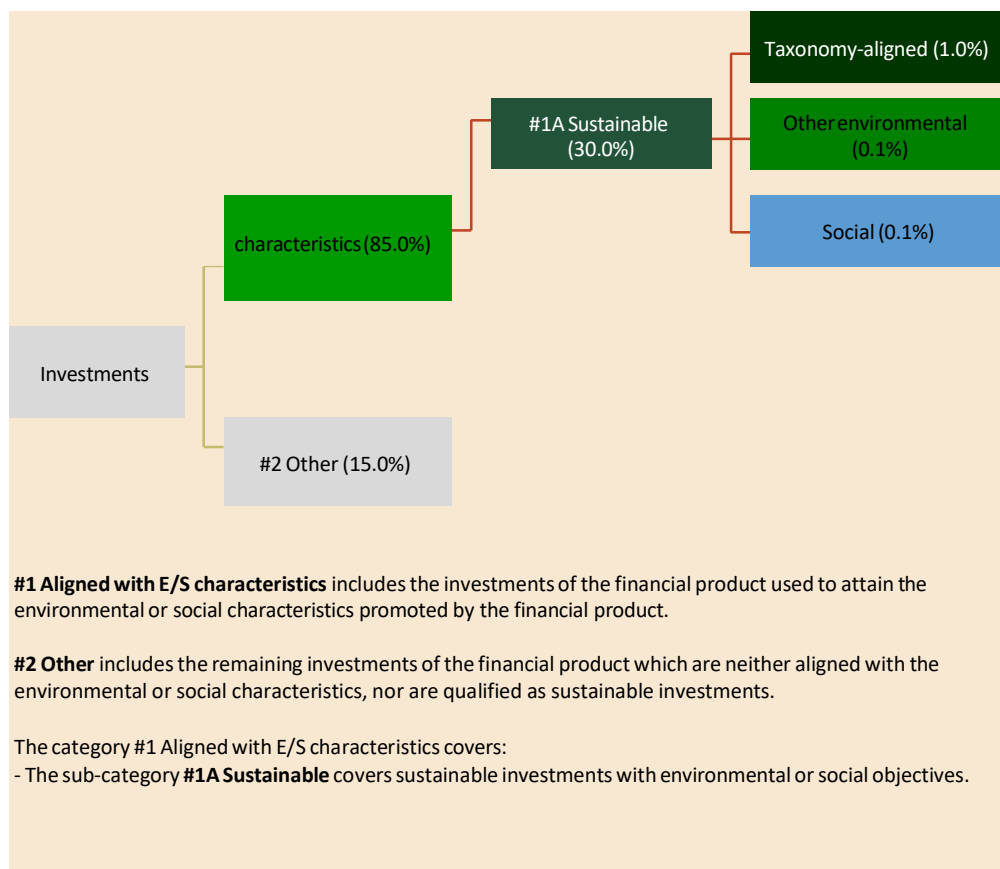 Taxonomy-aligned (1.0%)
#1A Sustainable
(30.0%)
Other environmental
(0.1%)
characteristics (85.0%)
Social (0.1%)
Investments
#2 Other (15.0%)
#1 Aligned with E/S characteristics includes the investments of the financial product used to attain the
environmental or social characteristics promoted by the financial product.
#2 Other includes the remaining investments of the financial product which are neither aligned with the
environmental or social characteristics, nor are qualified as sustainable investments.
The category #1 Aligned with E/S characteristics covers:
- The sub-category #1A Sustainable covers sustainable investments with environmental or social objectives.